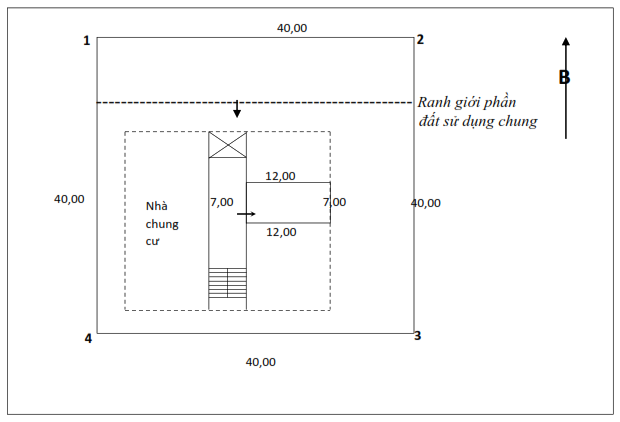 40,00
1
2
B
Ranh giới phần
đất sử dụng chung
12,00
40,00
Nhà
chung
cư
7,00
7,00
40,00
12,00
4
3
40,00